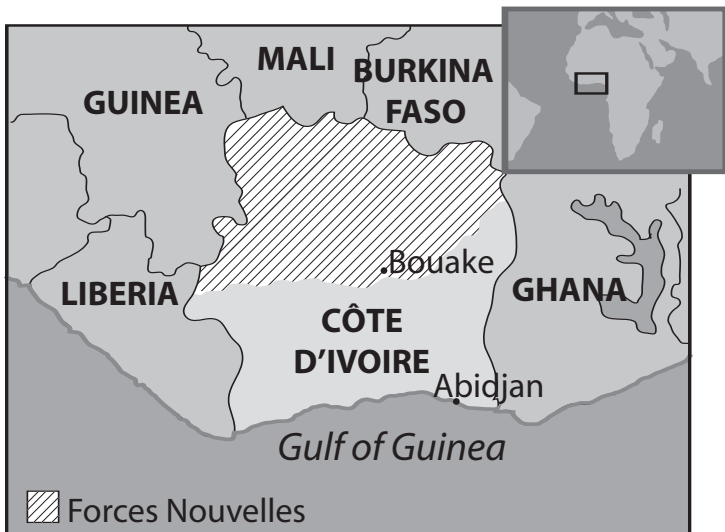 MALI
BURKINA
FASO
GUINEA
Bouake
LIBERIA
GHANA
CÔTE
D'IVOIRE
Abidjan
Gulf of Guinea
Forces Nouvelles